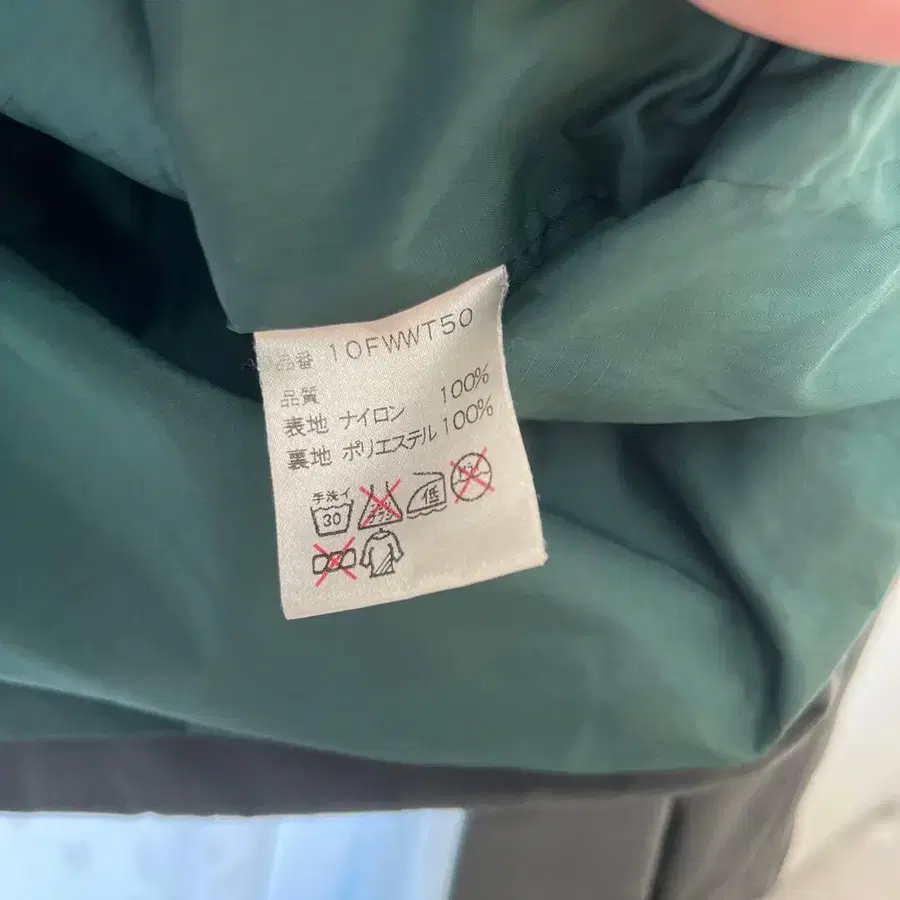 品番 10FWWT50
品質
表地 ナイロン 100%
裏地 ポリエステル 100%
手洗イ
30
低